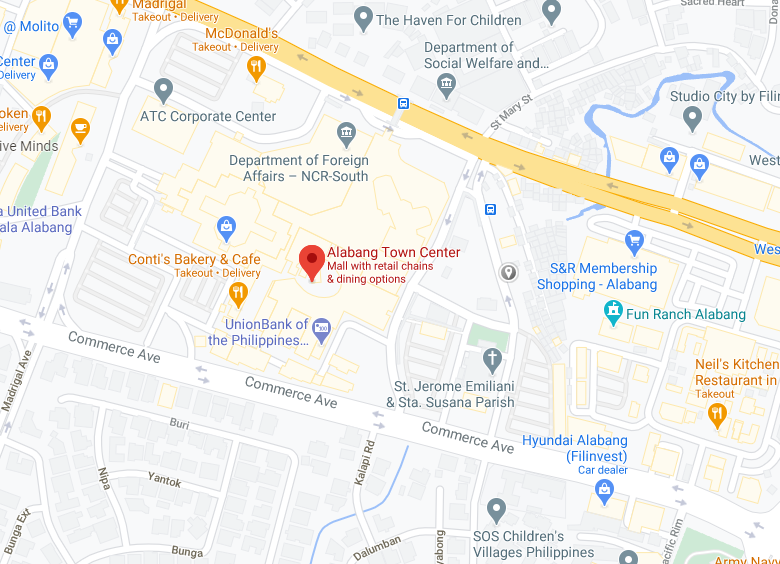 Sacred Heart
Madrigal
Takeout • Delivery
The Haven For Children
@ Molito
McDonald's
Takeout • Delivery
Department of
Social Welfare and...
Center
Delivery
Studio City by Filin
ATC Corporate Center
St Mary St
oken
elivery
ive Minds
Department of Foreign
Affairs – NCR-South
West
a United Bank
ala Alabang
Conti's Bakery & Cafe
Takeout • Delivery
Alabang Town Center
Mall with retail chains
& dining options
Wes
S&R Membership
Shopping - Alabang
Fun Ranch Alabang
UnionBank of
the Philippines...
Commerce Ave
Madrigal Ave
Commerce Ave
St. Jerome Emiliani
& Sta. Susana Parish
Neil's Kitchen
Restaurant in
Takeout
Buri
Commerce Ave
Hyundai Alabang
(Filinvest)
Car dealer
Kalapi Rd
Nipa
Yantok
Bunga Ext
Bunga
Dalumban
yabong
SOS Children's
Villages Philippines
acific Rim
Army Navy